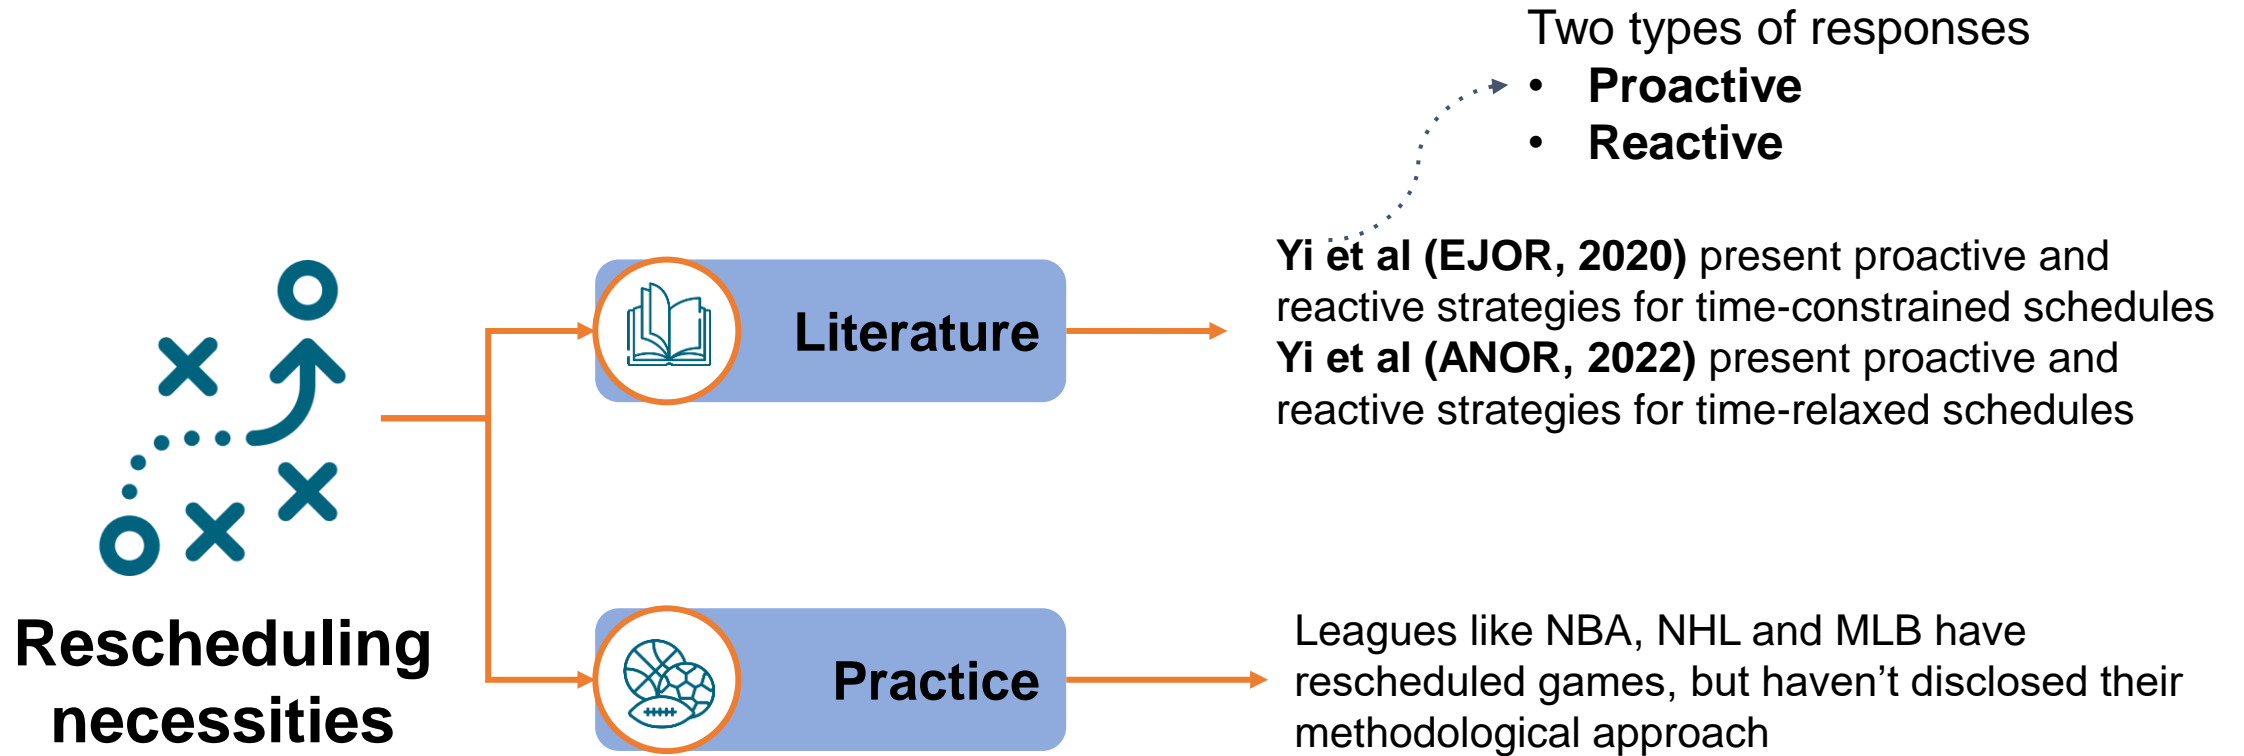 Two types of responses
• Proactive
• Reactive
Yi et al (EJOR, 2020) present proactive and
reactive strategies for time-constrained schedules
Yi et al (ANOR, 2022) present proactive and
reactive strategies for time-relaxed schedules
Literature
Rescheduling
necessities
Practice
Leagues like NBA, NHL and MLB have
rescheduled games, but haven’t disclosed their
methodological approach